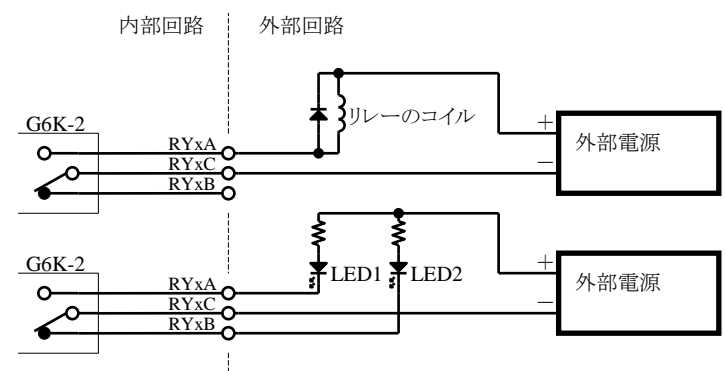 内部回路
外部回路
リレーのコイル
G6K-2
RYxA
RYxC
RYxB
+
−
外部電源
LED1
LED2
G6K-2
RYxA
RYxC
RYxB
+
−
外部電源